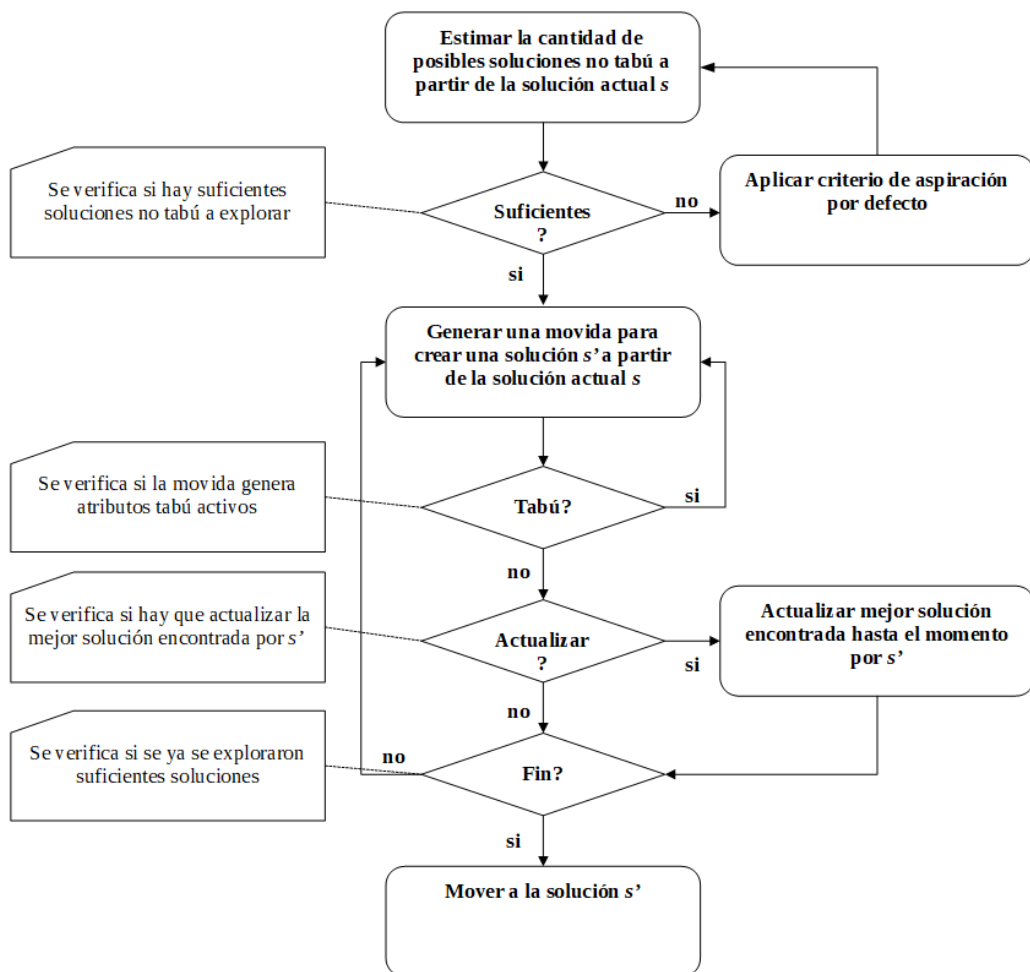 Estimar la cantidad de
posibles soluciones no tabú a
partir de la solución actual s
Se verifica si hay suficientes
soluciones no tabú a explorar
Suficientes
?
no
Aplicar criterio de aspiración
por defecto
si
Generar una movida para
crear una solución s’ a partir
de la solución actual s
Se verifica si la movida genera
atributos tabú activos
Tabú?
si
no
Se verifica si hay que actualizar la
mejor solución encontrada por s’
Actualizar
?
si
Actualizar mejor solución
encontrada hasta el momento
por s’
no
Se verifica si se ya se exploraron
suficientes soluciones
no
Fin?
si
Mover a la solución s’